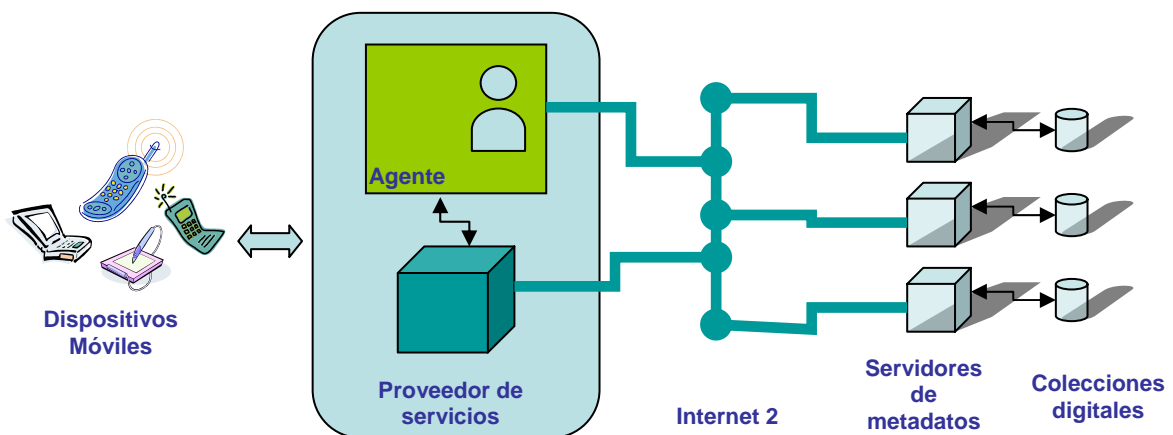 Agente
Dispositivos
Móviles
Proveedor de
servicios
Internet 2
Servidores
de
metadatos
Colecciones
digitales